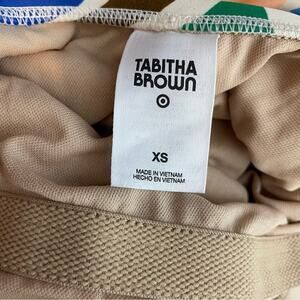 TABITHA
BROWN
XS
MADE IN VIETNAM
HECHO EN VIETNAM